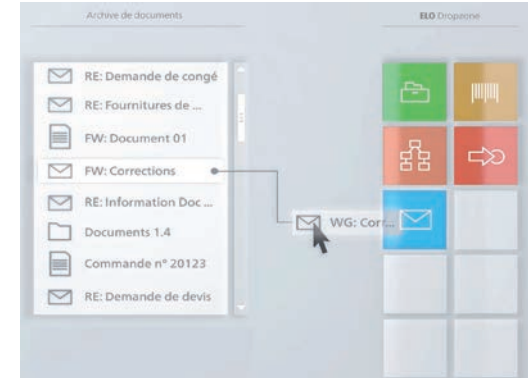 Archive de documents
ELO Dropzone
RE: Demande de congé
RE: Fournitures de ...
FW: Document 01
FW: Corrections
RE: Information Doc ...
WG: Corr...
Documents 1.4
Commande n° 20123
RE: Demande de devis